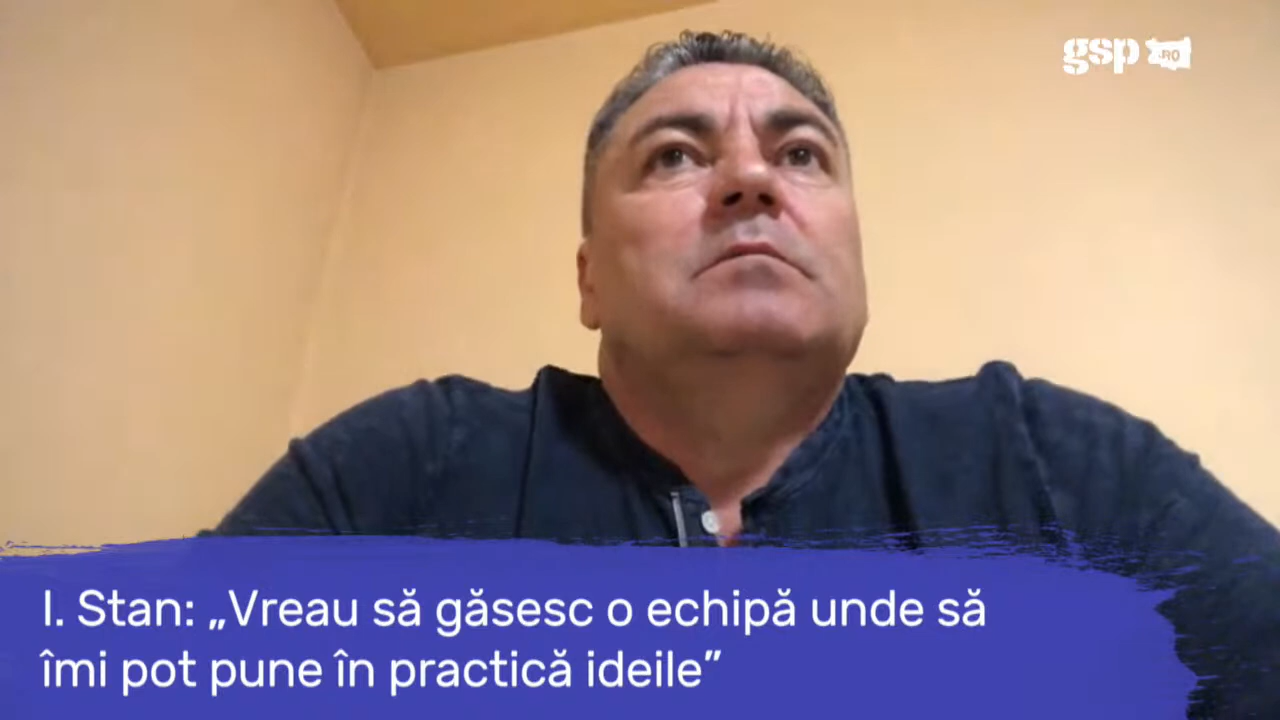 gsp .RO
I. Stan: „Vreau să găsesc o echipă unde să
îmi pot pune în practică ideile”